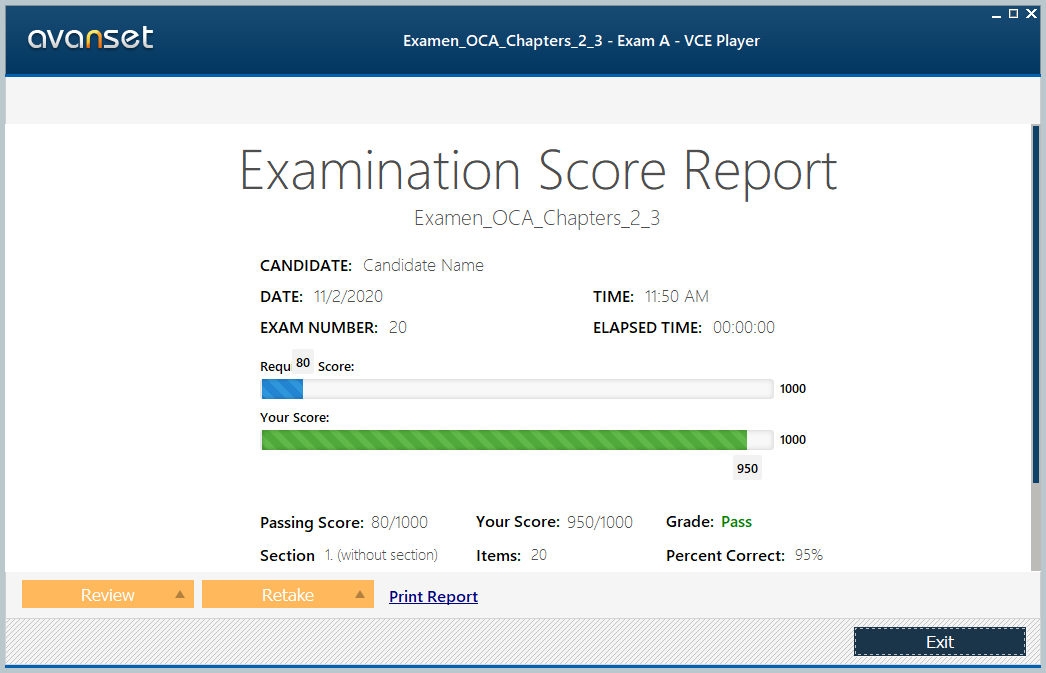 avanset
Examen_OCA_Chapters_2_3 - Exam A - VCE Player
Examination Score Report
Examen_OCA_Chapters_2_3
CANDIDATE: Candidate Name
DATE: 11/2/2020 TIME: 11:50 AM
EXAM NUMBER: 20 ELAPSED TIME: 00:00:00
Requ 80 Score:
1000
Your Score:
1000
950
Passing Score: 80/1000 Your Score: 950/1000 Grade: Pass
Section 1. (without section) Items: 20 Percent Correct: 95%
Review Retake Print Report
Exit